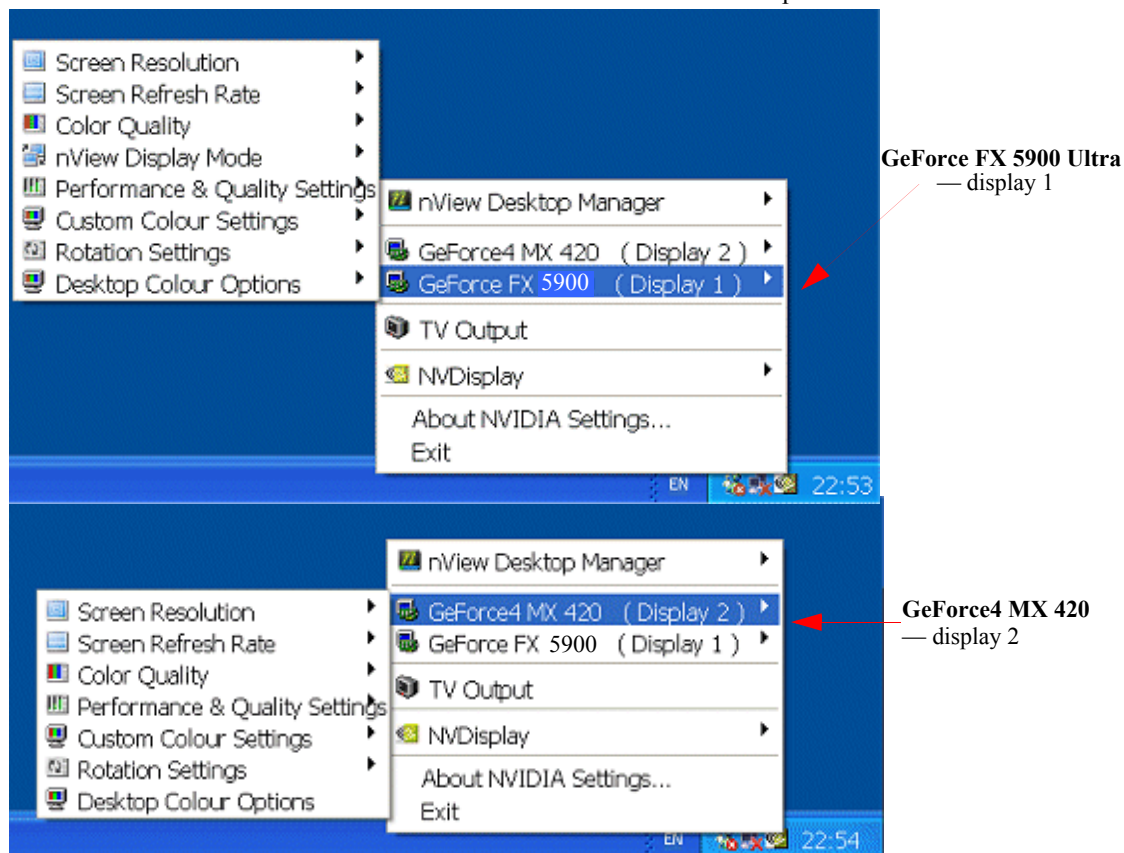 Screen Resolution
Screen Refresh Rate
Color Quality
nView Display Mode
Performance & Quality Settings
Custom Colour Settings
Rotation Settings
Desktop Colour Options
nView Desktop Manager
GeForce4 MX 420 ( Display 2 )
GeForce FX 5900 ( Display 1 )
TV Output
NVDisplay
About NVIDIA Settings...
Exit
EN 22:53
GeForce FX 5900 Ultra
— display 1
nView Desktop Manager
GeForce4 MX 420 ( Display 2 )
GeForce FX 5900 ( Display 1 )
TV Output
NVDisplay
About NVIDIA Settings...
Exit
Screen Resolution
Screen Refresh Rate
Color Quality
Performance & Quality Settings
Custom Colour Settings
Rotation Settings
Desktop Colour Options
EN 22:54
GeForce4 MX 420
— display 2